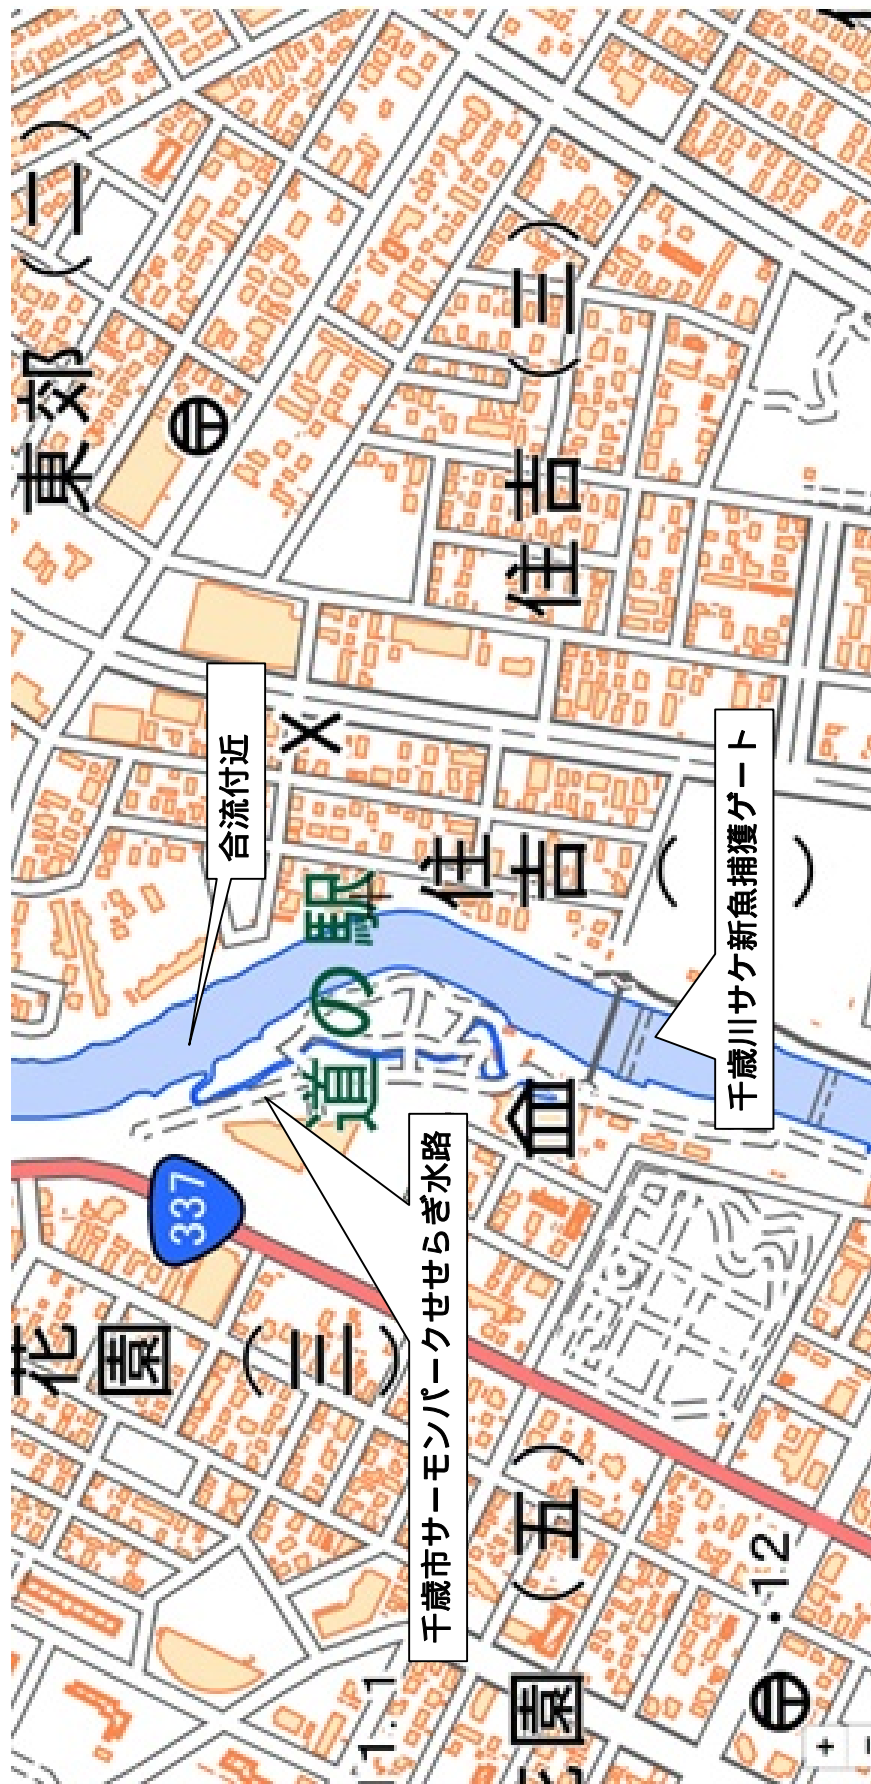 東郊(二)
住吉(三)
合流付近
道の駅
住吉
(
)
千歳川サケ新魚捕獲ゲート
千歳市サーモンパークせせらぎ水路
337
花園(三)
(五)
園
11.1
・12
+